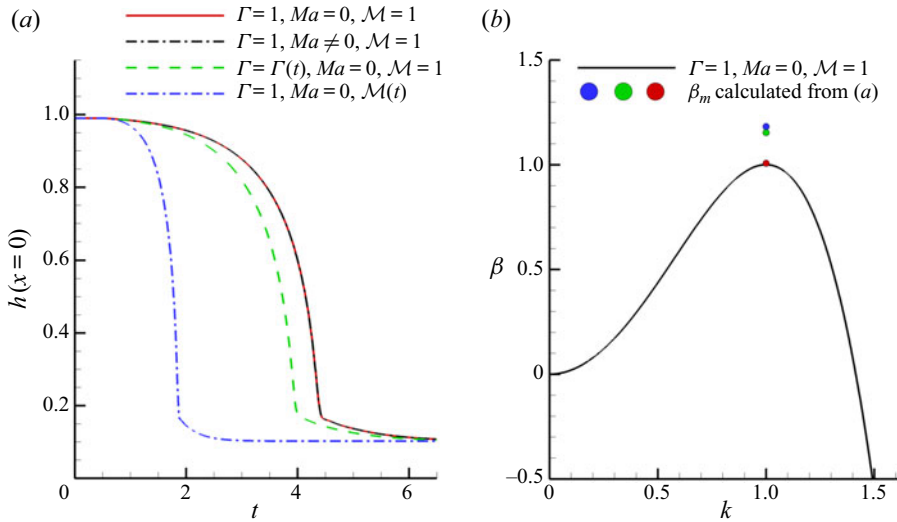 (a)
Γ = 1, Ma = 0, ℳ = 1
Γ = 1, Ma ≠ 0, ℳ = 1
Γ = Γ(t), Ma = 0, ℳ = 1
Γ = 1, Ma = 0, ℳ(t)
1.0
0.8
0.6
0.4
0.2
h(x = 0)
0
2
4
6
t
(b)
Γ = 1, Ma = 0, ℳ = 1
βm calculated from (a)
1.5
1.0
0.5
0
–0.5
β
0
0.5
1.0
1.5
k